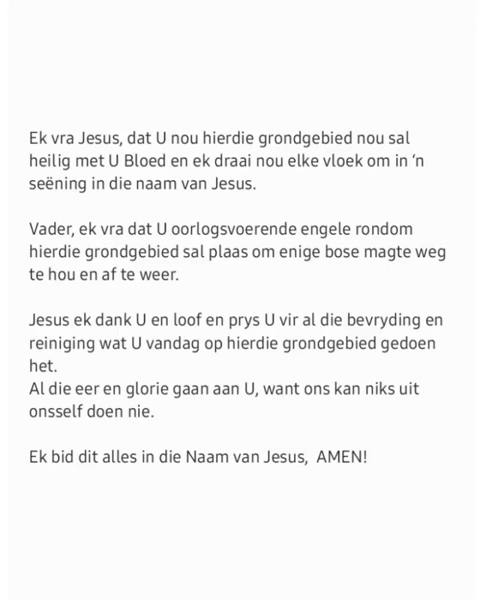 Ek vra Jesus, dat U nou hierdie grondgebied nou sal
heilig met U Bloed en ek draai nou elke vloek om in ‘n
seëning in die naam van Jesus.
Vader, ek vra dat U oorlogsvoerende engele rondom
hierdie grondgebied sal plaas om enige bose magte weg
te hou en af te weer.
Jesus ek dank U en loof en prys U vir al die bevryding en
reiniging wat U vandag op hierdie grondgebied gedoen
het.
Al die eer en glorie gaan aan U, want ons kan niks uit
onsself doen nie.
Ek bid dit alles in die Naam van Jesus,  AMEN!